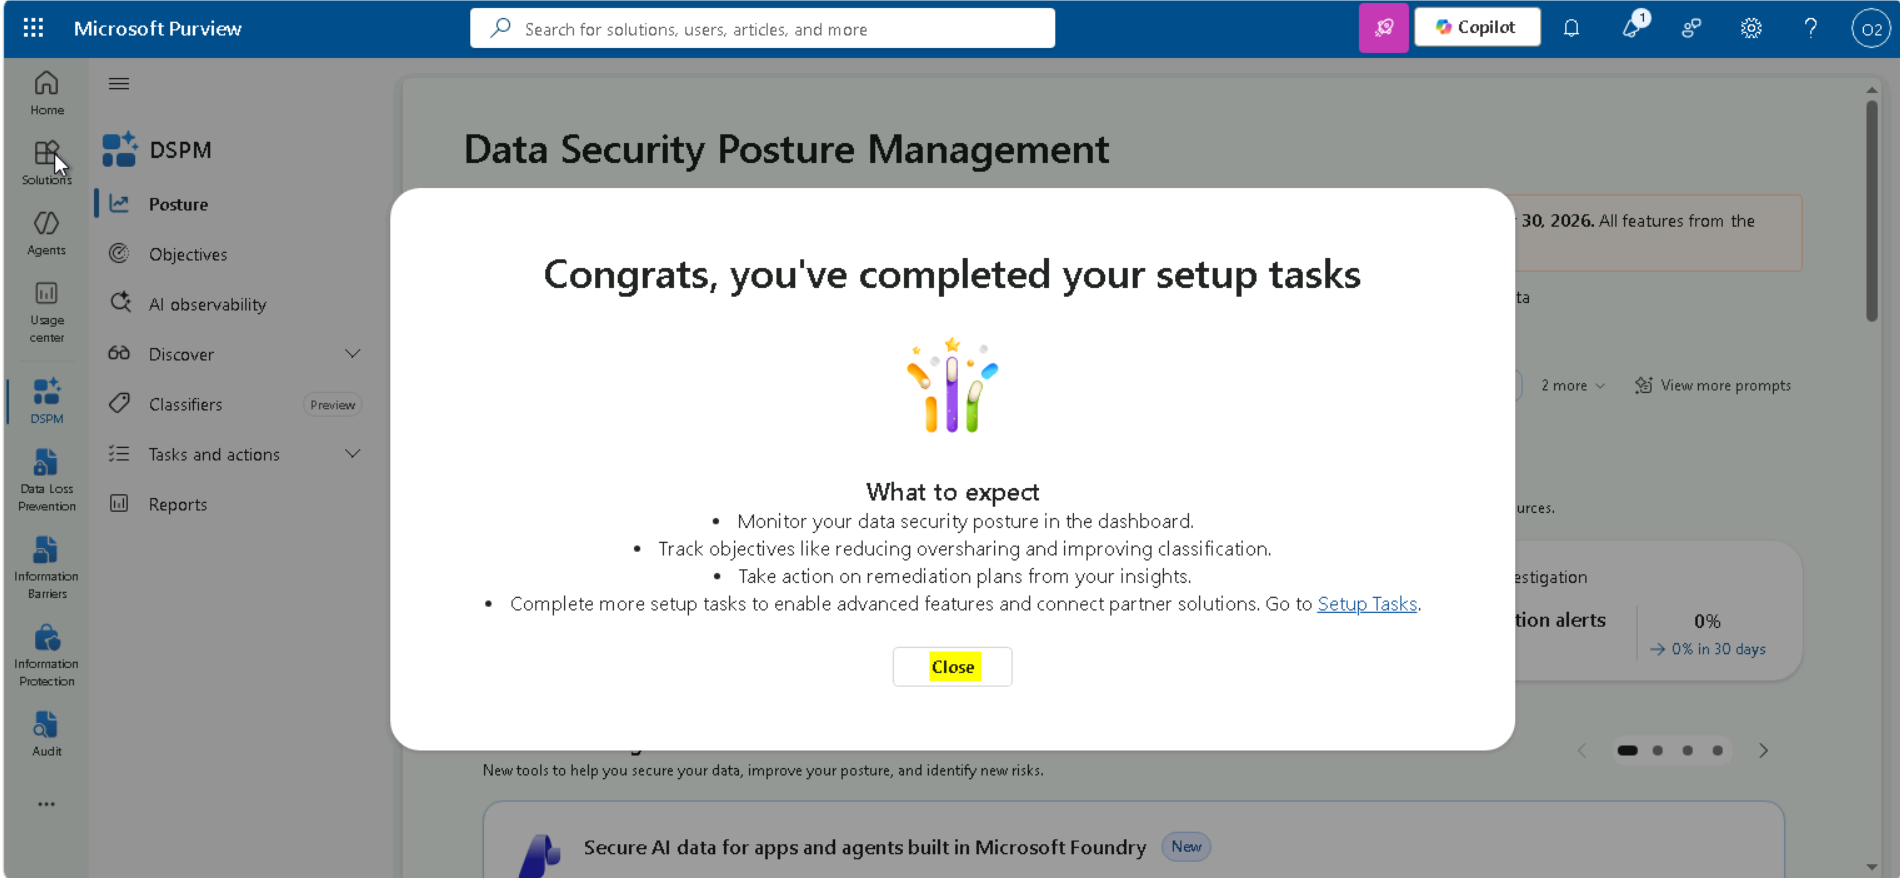 Microsoft Purview
Search for solutions, users, articles, and more
Copilot
1
O2
Home
Solutions
Agents
Usage
center
DSPM
Data Loss
Prevention
Information
Barriers
Information
Protection
Audit
DSPM
Posture
Objectives
AI observability
Discover
Classifiers Preview
Tasks and actions
Reports
Data Security Posture Management
30, 2026. All features from the
ta
2 more
View more prompts
urces.
estigation
tion alerts
0%
→ 0% in 30 days
Congrats, you've completed your setup tasks
What to expect
• Monitor your data security posture in the dashboard.
• Track objectives like reducing oversharing and improving classification.
• Take action on remediation plans from your insights.
• Complete more setup tasks to enable advanced features and connect partner solutions. Go to Setup Tasks.
Close
New tools to help you secure your data, improve your posture, and identify new risks.
Secure AI data for apps and agents built in Microsoft Foundry New